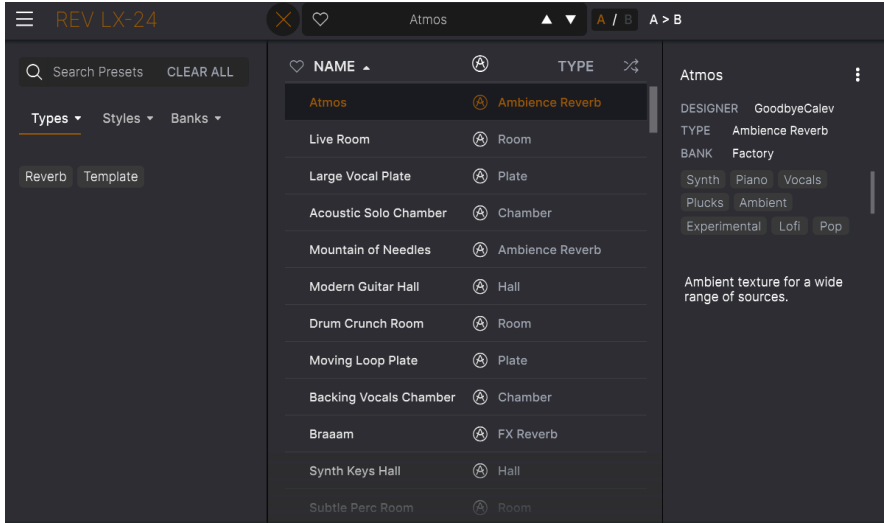 REV LX-24
Atmos
A / B
A > B
Search Presets CLEAR ALL
Types Styles Banks
Reverb Template
NAME TYPE
Atmos Ambience Reverb
Live Room Room
Large Vocal Plate Plate
Acoustic Solo Chamber Chamber
Mountain of Needles Ambience Reverb
Modern Guitar Hall Hall
Drum Crunch Room Room
Moving Loop Plate Plate
Backing Vocals Chamber Chamber
Braaam FX Reverb
Synth Keys Hall Hall
Subtle Perc Room Room
Atmos
DESIGNER GoodbyeCalev
TYPE Ambience Reverb
BANK Factory
Synth Piano Vocals
Plucks Ambient
Experimental Lofi Pop
Ambient texture for a wide
range of sources.